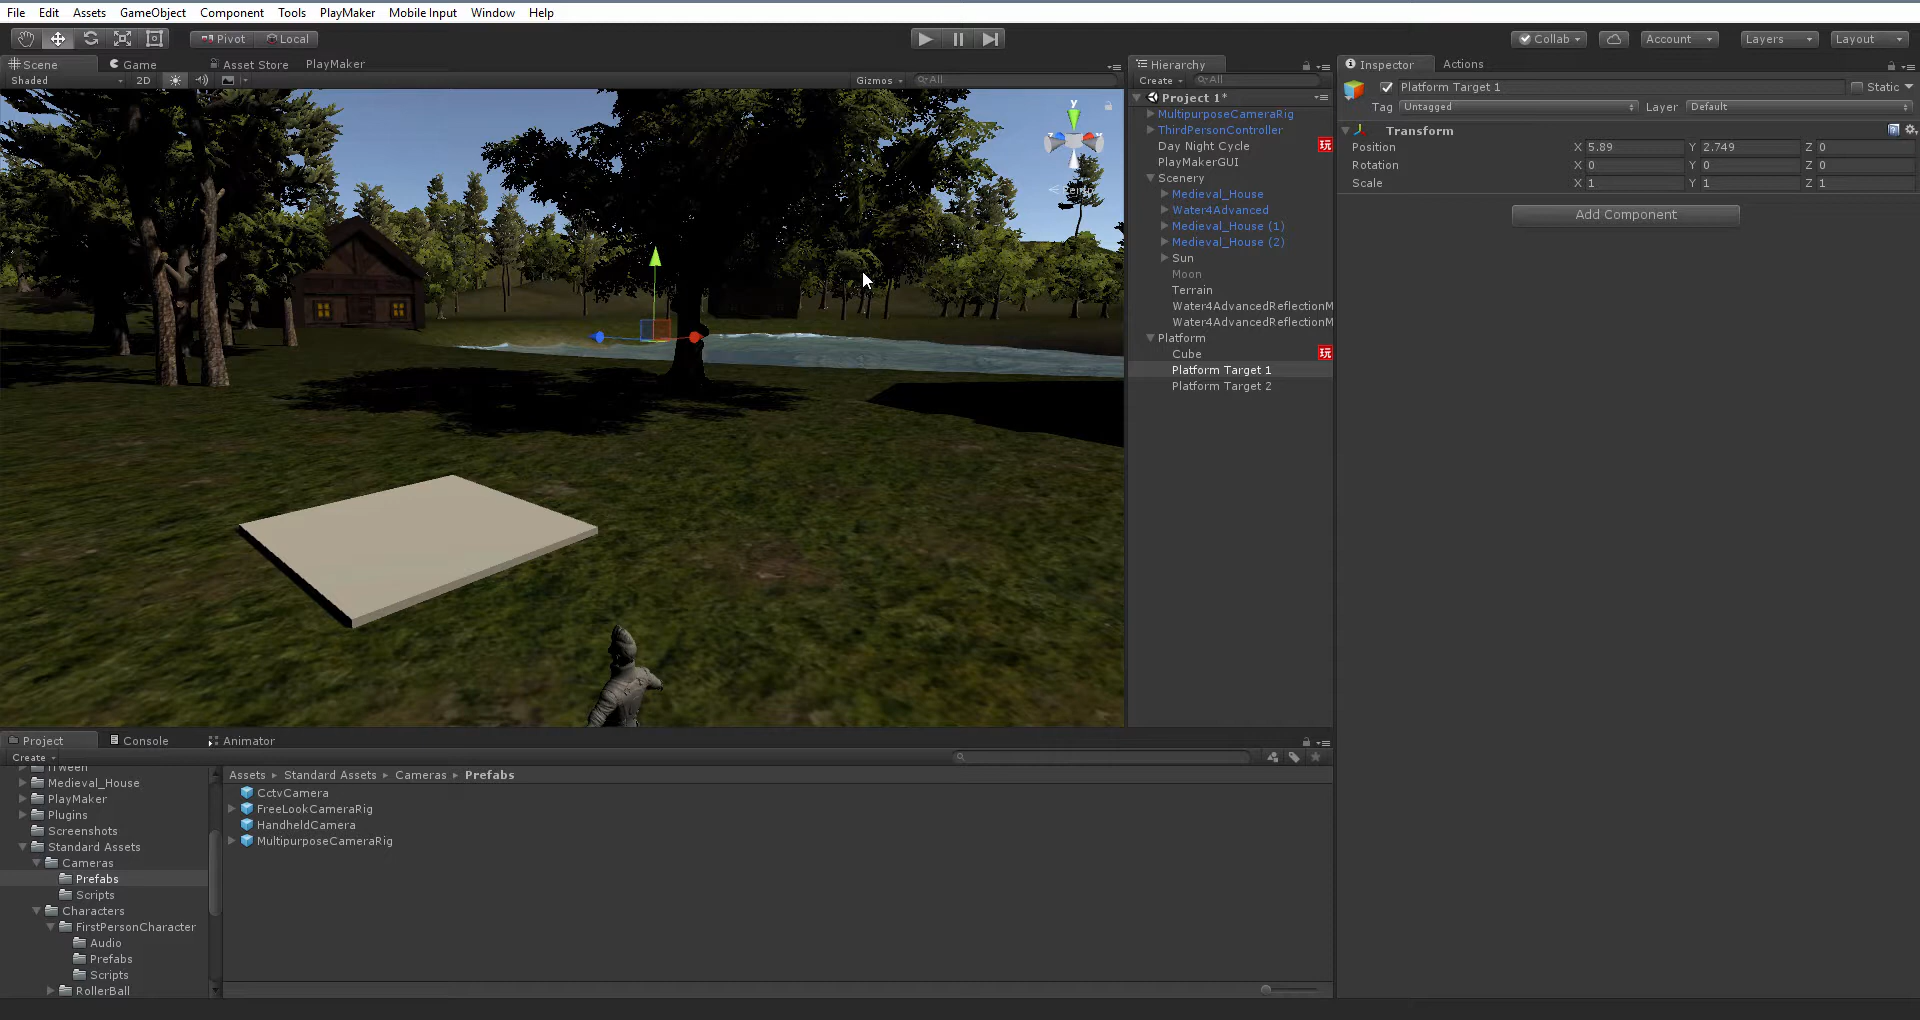 File Edit Assets GameObject Component Tools PlayMaker Mobile Input Window Help
Pivot Local Collab Account Layers Layout
Scene Game Asset Store PlayMaker
Shaded 2D Gizmos All
Hierarchy
Create All
Project 1*
MultipurposeCameraRig
ThirdPersonController
Day Night Cycle 玩
PlayMakerGUI
Scenery
Medieval_House
Water4Advanced
Medieval_House (1)
Medieval_House (2)
Sun
Moon
Terrain
Water4AdvancedReflectionM
Water4AdvancedReflectionM
Platform
Cube 玩
Platform Target 1
Platform Target 2
Inspector Actions
Platform Target 1 Static
Tag Untagged Layer Default
Transform
Position X 5.89 Y 2.749 Z 0
Rotation X 0 Y 0 Z 0
Scale X 1 Y 1 Z 1
Add Component
y
Project Console Animator
Create
Medieval_House
PlayMaker
Plugins
Screenshots
Standard Assets
Cameras
Prefabs
Scripts
Characters
FirstPersonCharacter
Audio
Prefabs
Scripts
RollerBall
Assets Standard Assets Cameras Prefabs
CctvCamera
FreeLookCameraRig
HandheldCamera
MultipurposeCameraRig